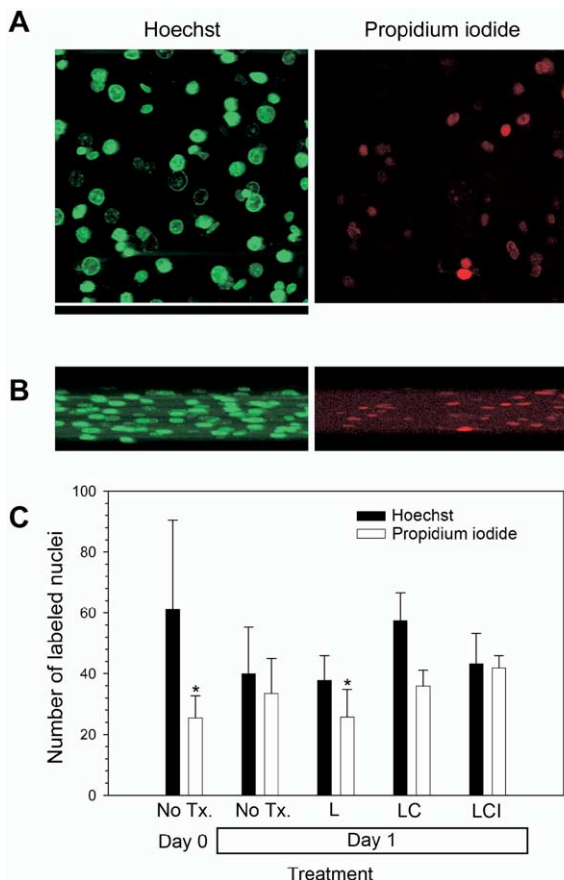 A
Hoechst
Propidium iodide
B
C
Number of labeled nuclei
100
80
60
40
20
0
Hoechst
Propidium iodide
*
*
No Tx. No Tx. L LC LCI
Day 0 Day 1
Treatment